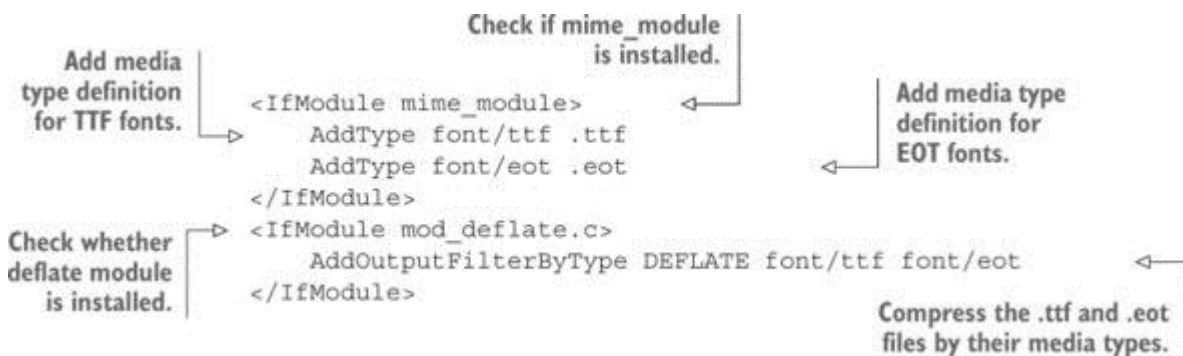 Check if mime_module
is installed.
Add media
type definition
for TTF fonts.
<IfModule mime_module>
AddType font/ttf .ttf
AddType font/eot .eot
</IfModule>
Add media type
definition for
EOT fonts.
Check whether
deflate module
is installed.
<IfModule mod_deflate.c>
AddOutputFilterByType DEFLATE font/ttf font/eot
</IfModule>
Compress the .ttf and .eot
files by their media types.